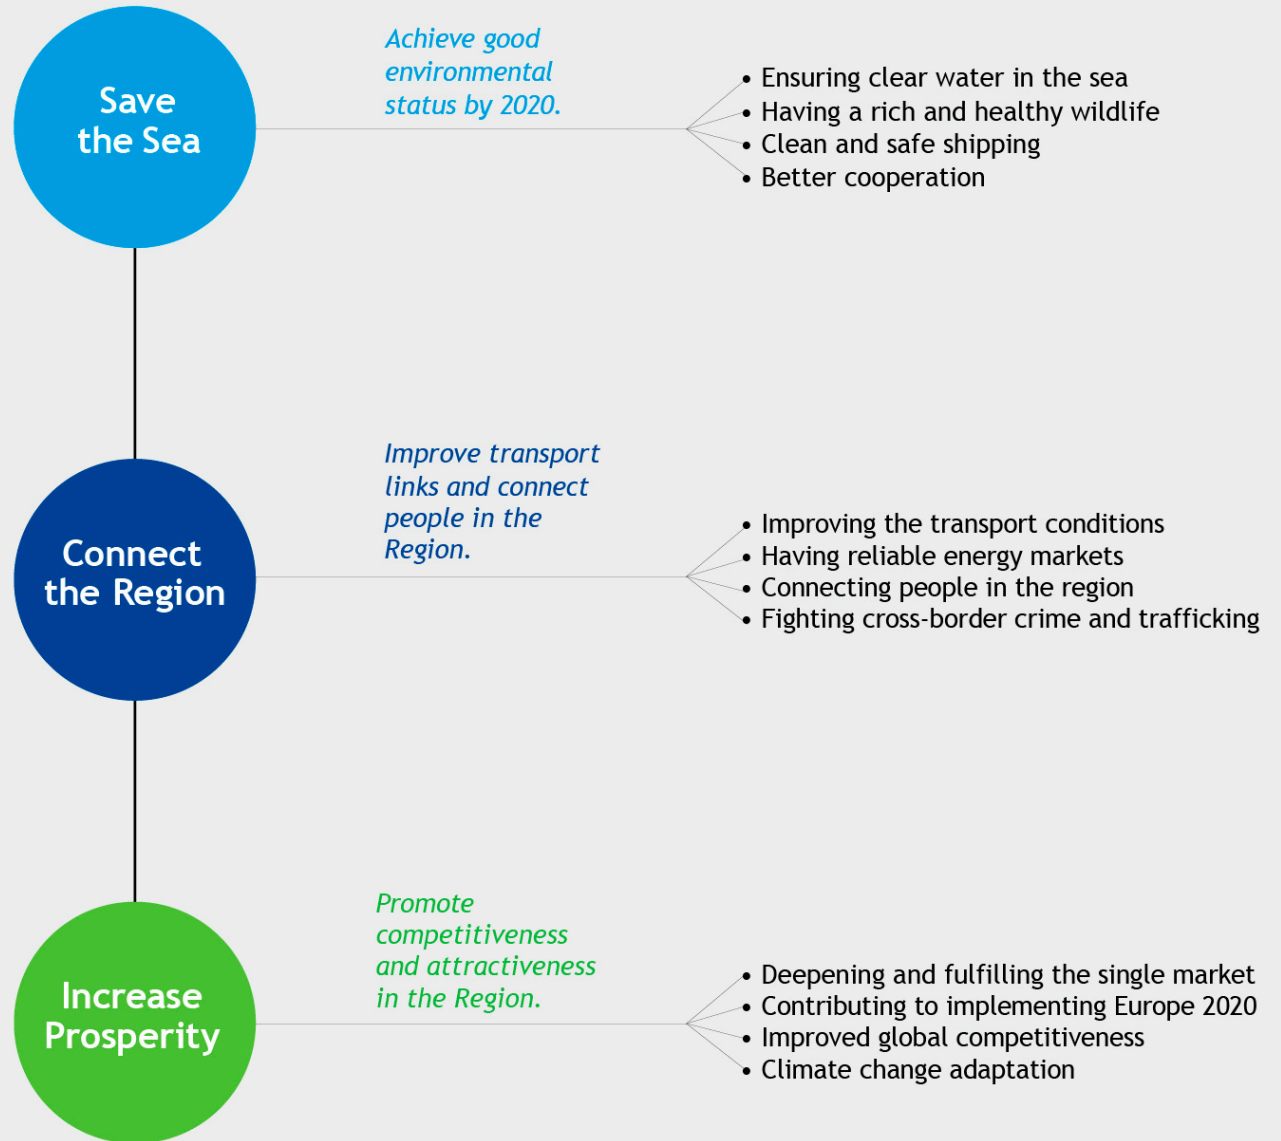 Save
the Sea
Achieve good
environmental
status by 2020.
• Ensuring clear water in the sea
• Having a rich and healthy wildlife
• Clean and safe shipping
• Better cooperation
Connect
the Region
Improve transport
links and connect
people in the
Region.
• Improving the transport conditions
• Having reliable energy markets
• Connecting people in the region
• Fighting cross-border crime and trafficking
Increase
Prosperity
Promote
competitiveness
and attractiveness
in the Region.
• Deepening and fulfilling the single market
• Contributing to implementing Europe 2020
• Improved global competitiveness
• Climate change adaptation